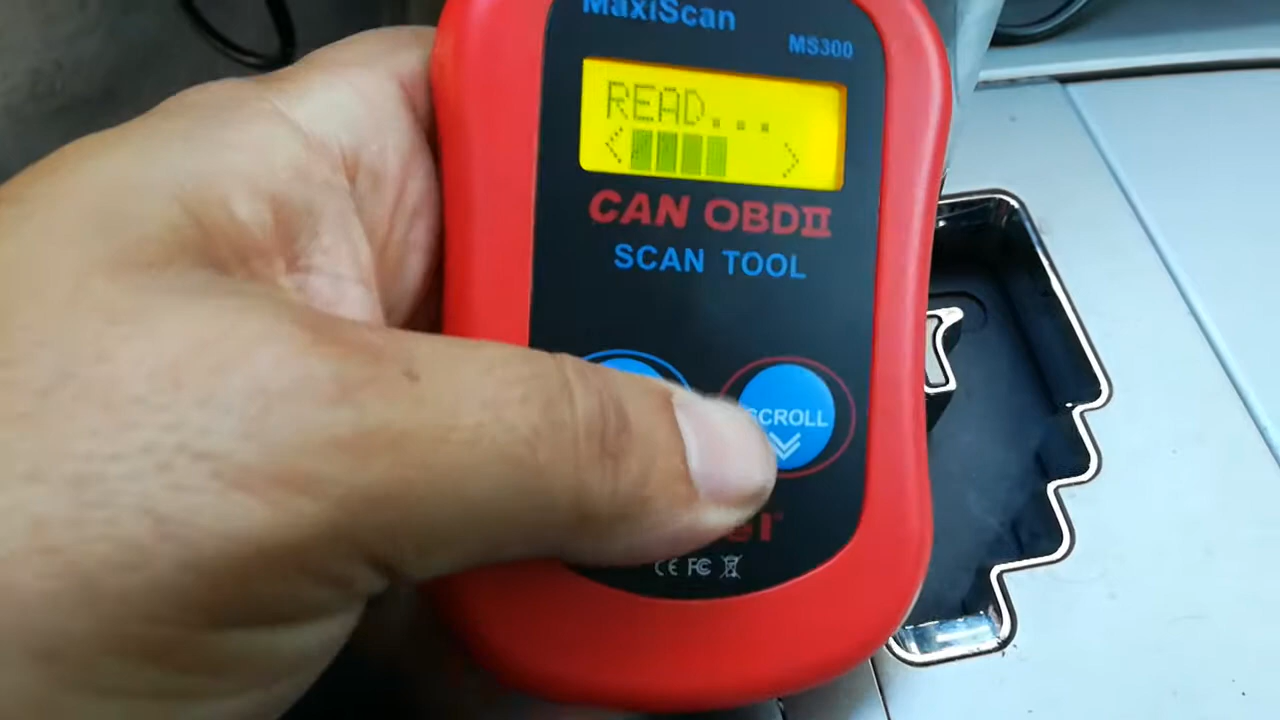 MaxiScan
MS300
READ...
< >
CAN OBDII
SCAN TOOL
SCROLL
CE FC